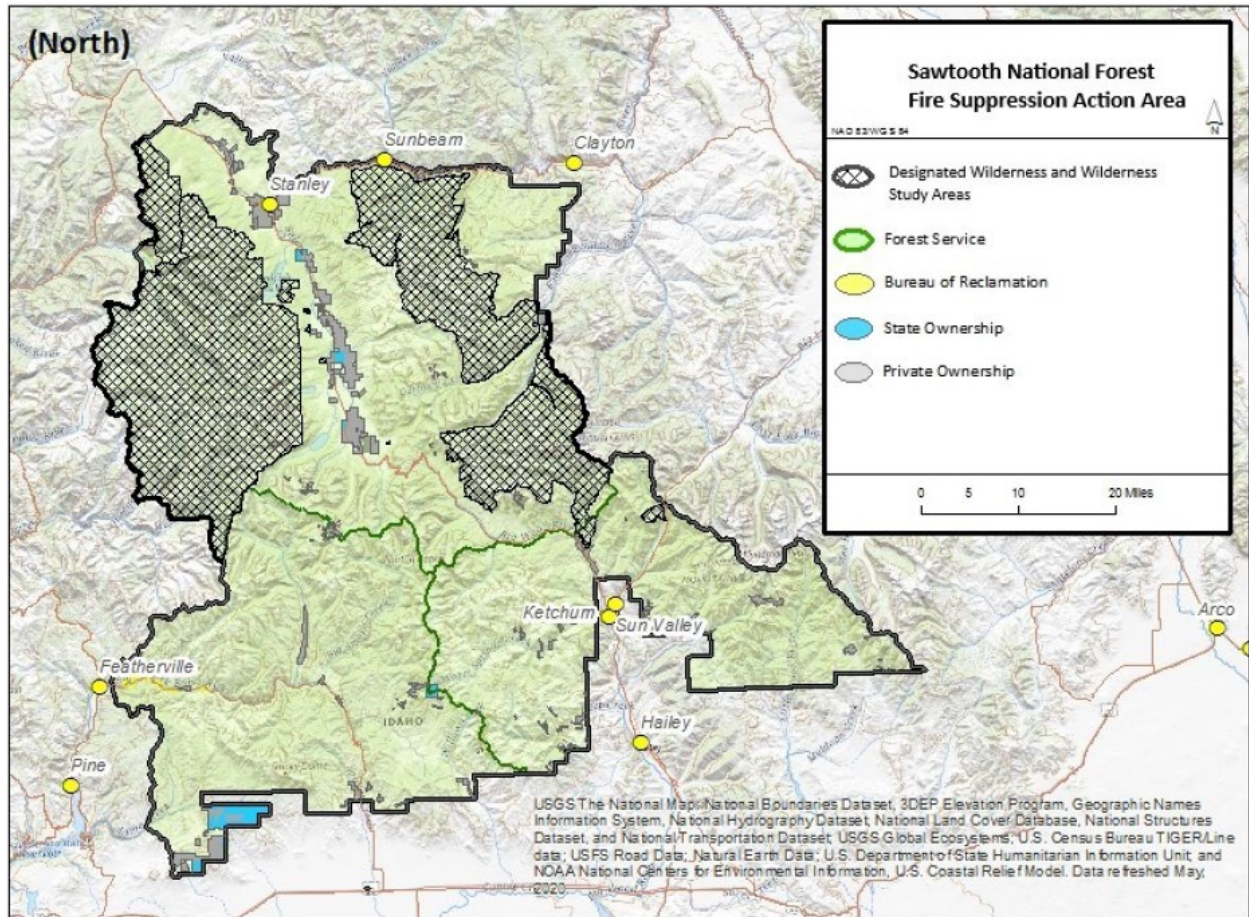 (North)
Sawtooth National Forest
Fire Suppression Action Area
NAD 83/WGS 84
N
Designated Wilderness and Wilderness
Study Areas
Forest Service
Bureau of Reclamation
State Ownership
Private Ownership
0 5 10 20 Miles
Sunbeam
Clayton
Stanley
Ketchum
Sun Valley
Arco
Featherville
IDAHO
Hailey
Pine
USGS The National Map: National Boundaries Dataset, 3DEP Elevation Program, Geographic Names
Information System, National Hydrography Dataset, National Land Cover Database, National Structures
Dataset, and National Transportation Dataset; USGS Global Ecosystems; U.S. Census Bureau TIGER/Line
data; USFS Road Data; Natural Earth Data; U.S. Department of State Humanitarian Information Unit; and
NOAA National Centers for Environmental Information, U.S. Coastal Relief Model. Data refreshed May,
2020.